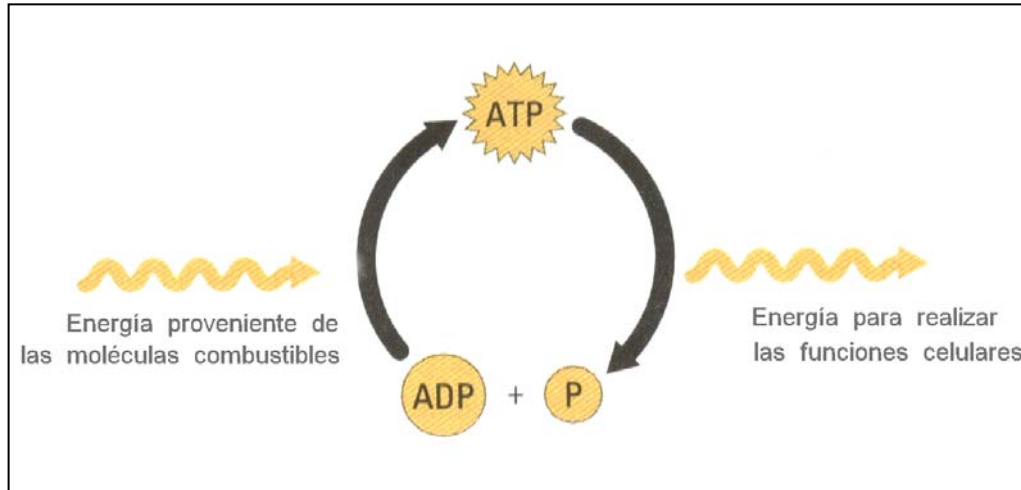 ATP
Energía proveniente de
las moléculas combustibles
Energía para realizar
las funciones celulares
ADP + P